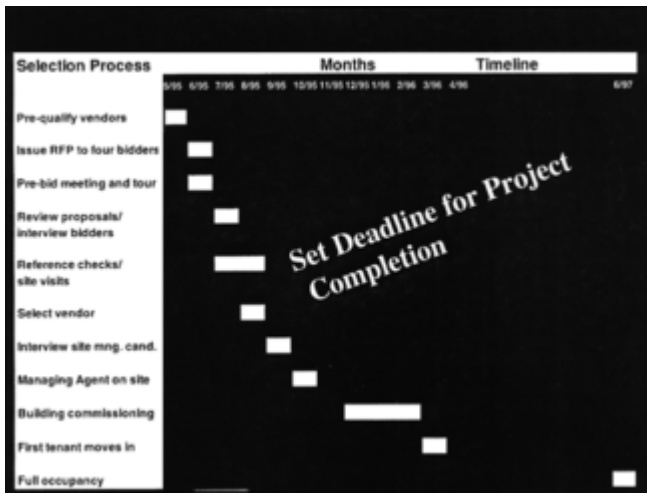 Selection Process Months Timeline
5/95 6/95 7/95 8/95 9/95 10/95 11/95 12/95 1/96 2/96 3/96 4/96 6/97
Pre-qualify vendors
Issue RFP to four bidders
Pre-bid meeting and tour
Review proposals/
interview bidders
Reference checks/
site visits
Select vendor
Interview site mng. cand.
Managing Agent on site
Building commissioning
First tenant moves in
Full occupancy
Set Deadline for Project
Completion